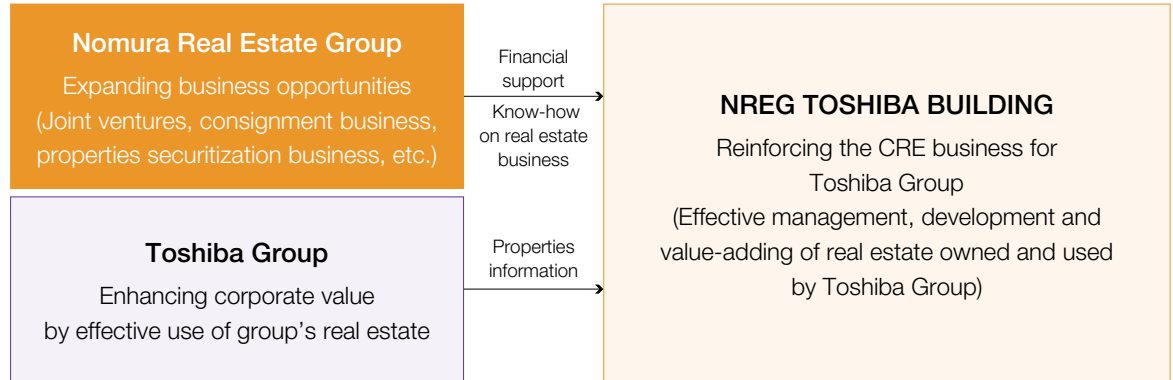 Nomura Real Estate Group
Expanding business opportunities
(Joint ventures, consignment business,
properties securitization business, etc.)
Financial
support
Know-how
on real estate
business
Toshiba Group
Enhancing corporate value
by effective use of group’s real estate
Properties
information
NREG TOSHIBA BUILDING
Reinforcing the CRE business for
Toshiba Group
(Effective management, development and
value-adding of real estate owned and used
by Toshiba Group)